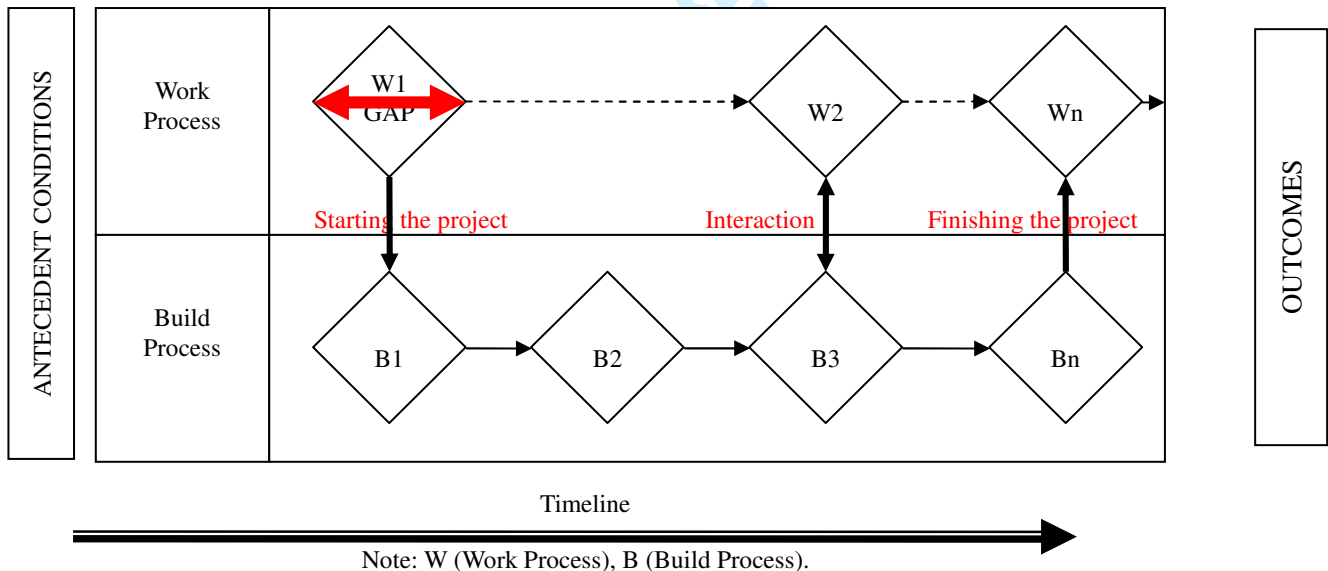 ANTECEDENT CONDITIONS
Work
Process
W1
GAP
W2
Wn
Starting the project
Interaction
Finishing the project
Build
Process
B1
B2
B3
Bn
OUTCOMES
Timeline
Note: W (Work Process), B (Build Process).